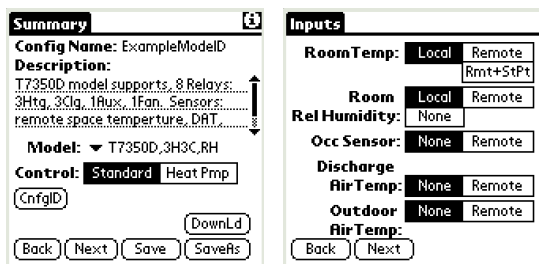 Summary
Config Name: ExampleModelD
Description:
T7350D model supports, 8 Relays:
3Htg, 3Clg, 1Aux, 1Fan. Sensors:
remote space temperture, DAT,
Model: T7350D,3H3C,RH
Control: Standard Heat Pmp
CnfgID
DownLd
Back Next Save SaveAs
Inputs
RoomTemp: Local Remote
Rmt+StPt
Room Local Remote
Rel Humidity: None
Occ Sensor: None Remote
Discharge
AirTemp: None Remote
Outdoor None Remote
AirTemp:
Back Next